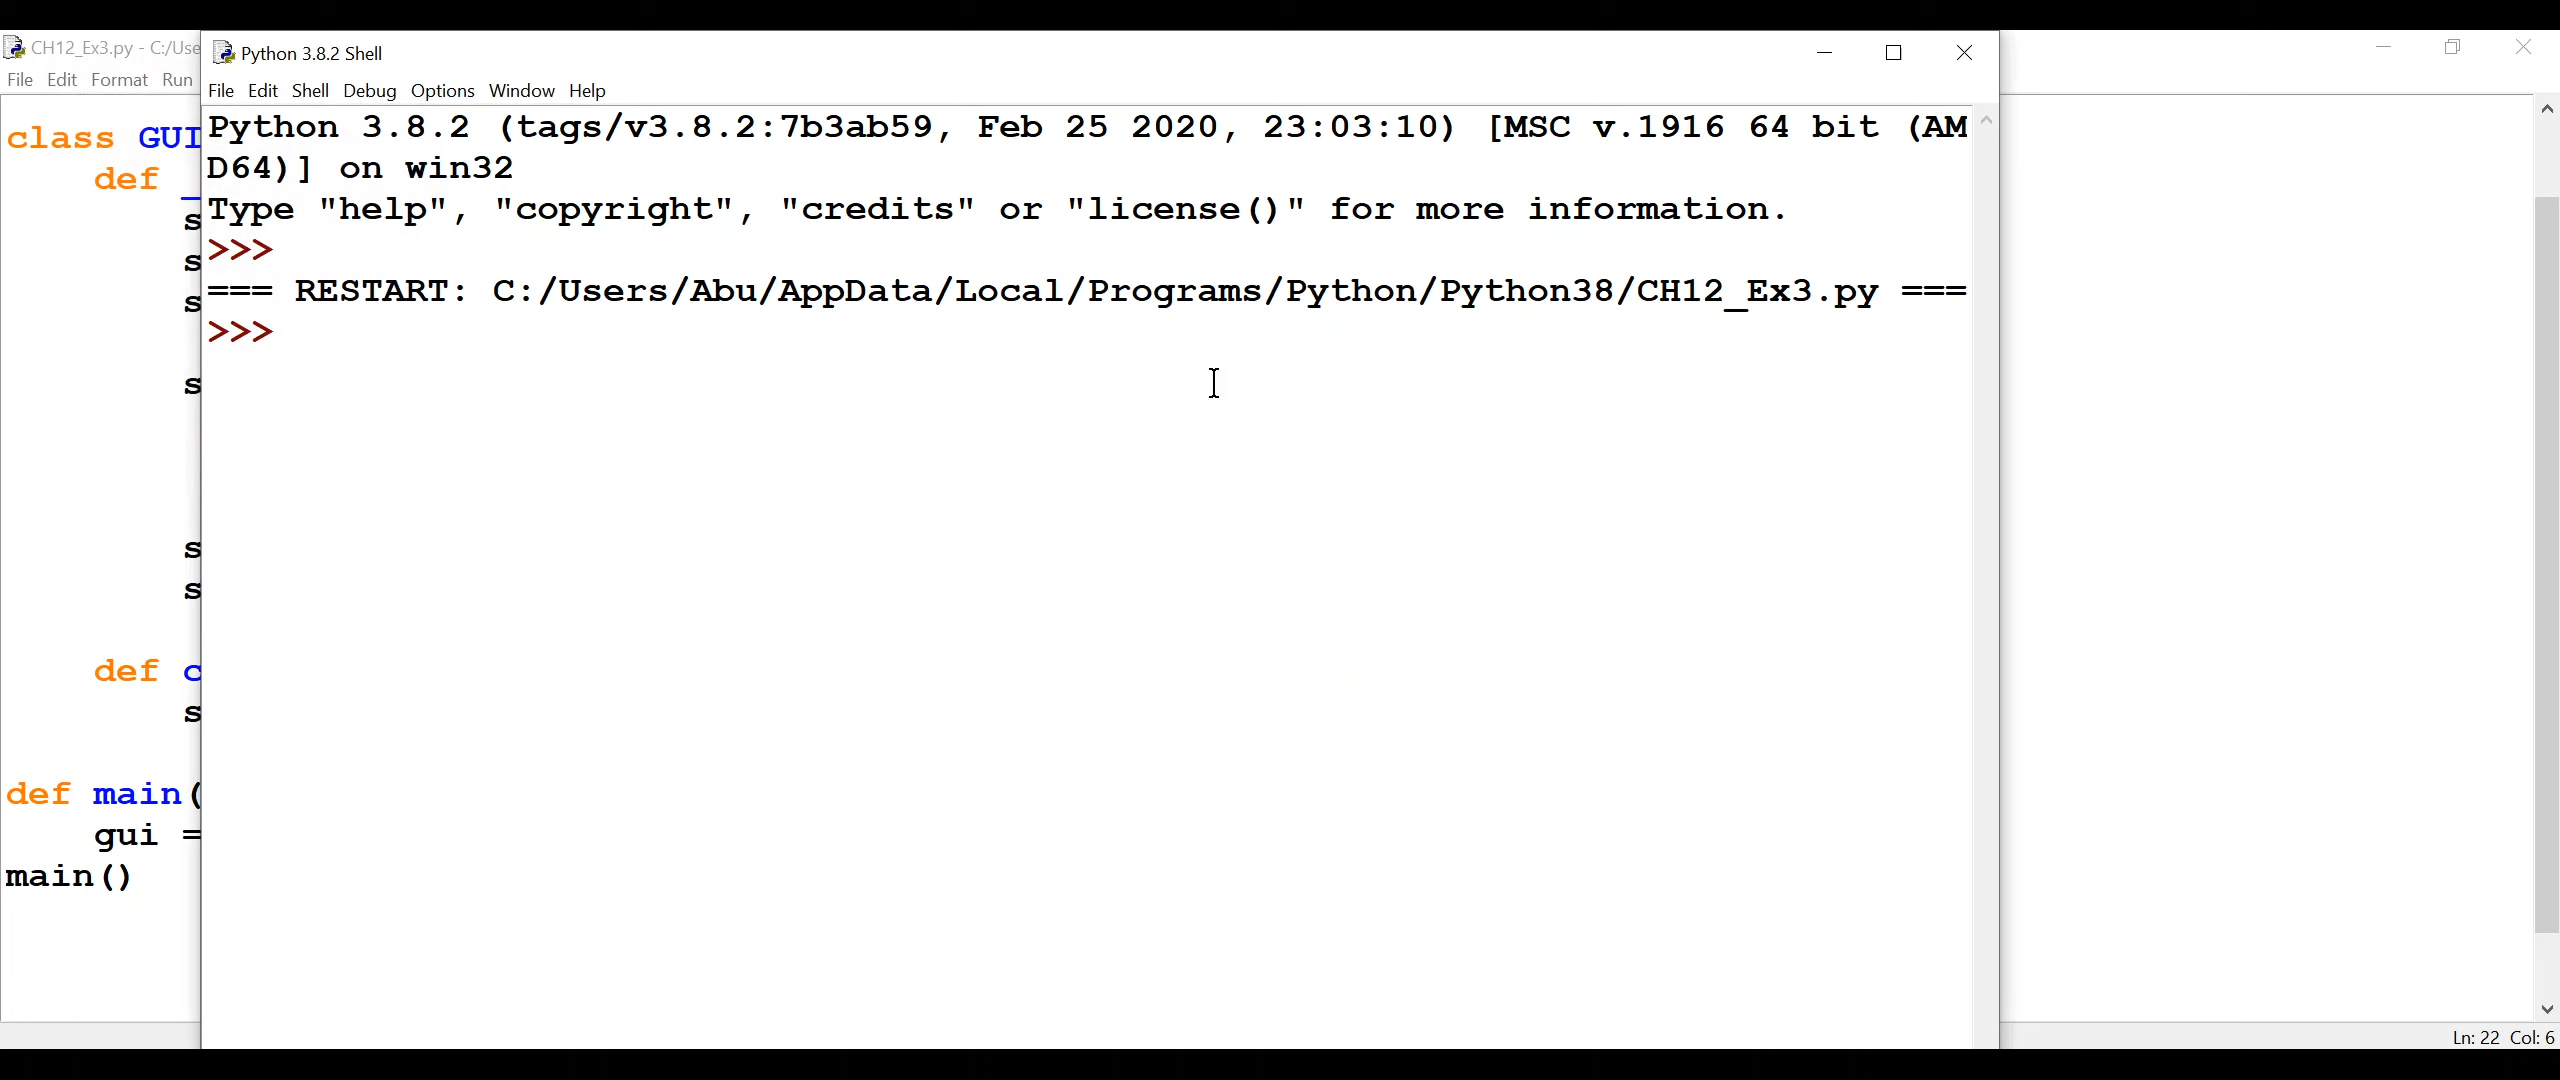 CH12_Ex3.py - C:/Use
File Edit Format Run
class GUI
def _
s
s
s
s
s
s
def c
s
def main(
gui =
main()
Python 3.8.2 Shell
File Edit Shell Debug Options Window Help
Python 3.8.2 (tags/v3.8.2:7b3ab59, Feb 25 2020, 23:03:10) [MSC v.1916 64 bit (AM
D64)] on win32
Type "help", "copyright", "credits" or "license()" for more information.
>>>
=== RESTART: C:/Users/Abu/AppData/Local/Programs/Python/Python38/CH12_Ex3.py ===
>>>
Ln: 22 Col: 6